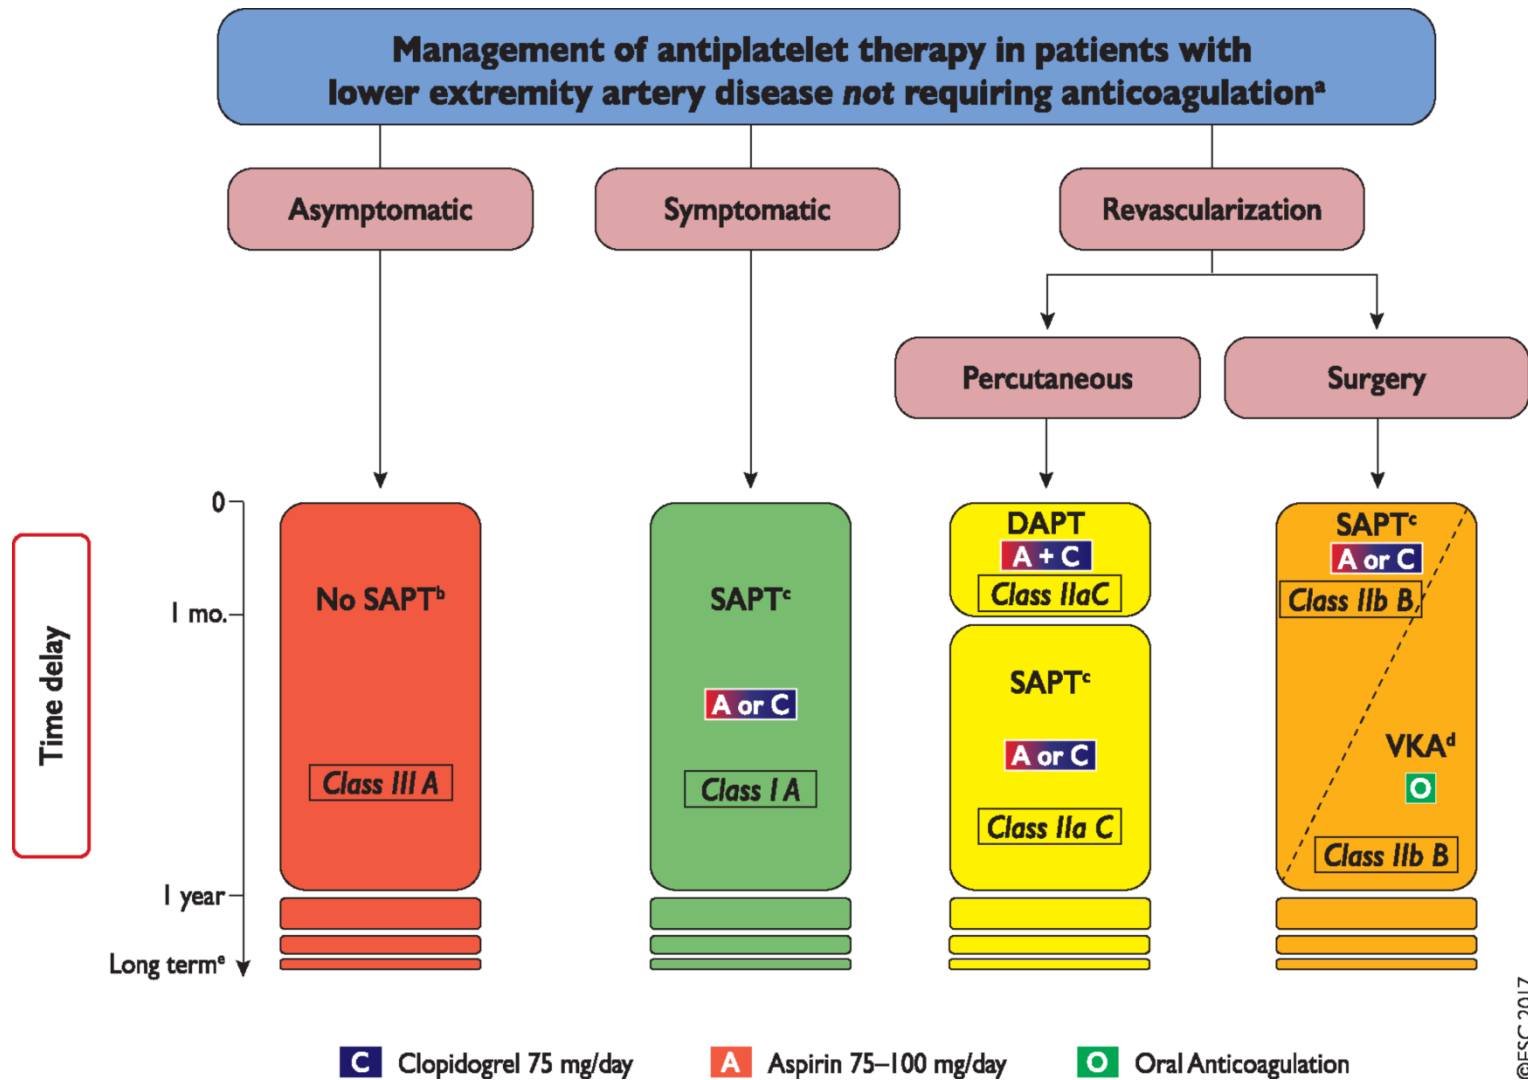 Management of antiplatelet therapy in patients with
lower extremity artery disease not requiring anticoagulationᵃ
Asymptomatic
Symptomatic
Revascularization
Percutaneous
Surgery
Time delay
0
1 mo.
1 year
Long termᵉ
No SAPTᵇ
Class III A
SAPTᶜ
A or C
Class I A
DAPT
A + C
Class IIaC
SAPTᶜ
A or C
Class IIa C
SAPTᶜ
A or C
Class IIb B
VKAᵈ
O
Class IIb B
C Clopidogrel 75 mg/day
A Aspirin 75–100 mg/day
O Oral Anticoagulation
©ESC 2017